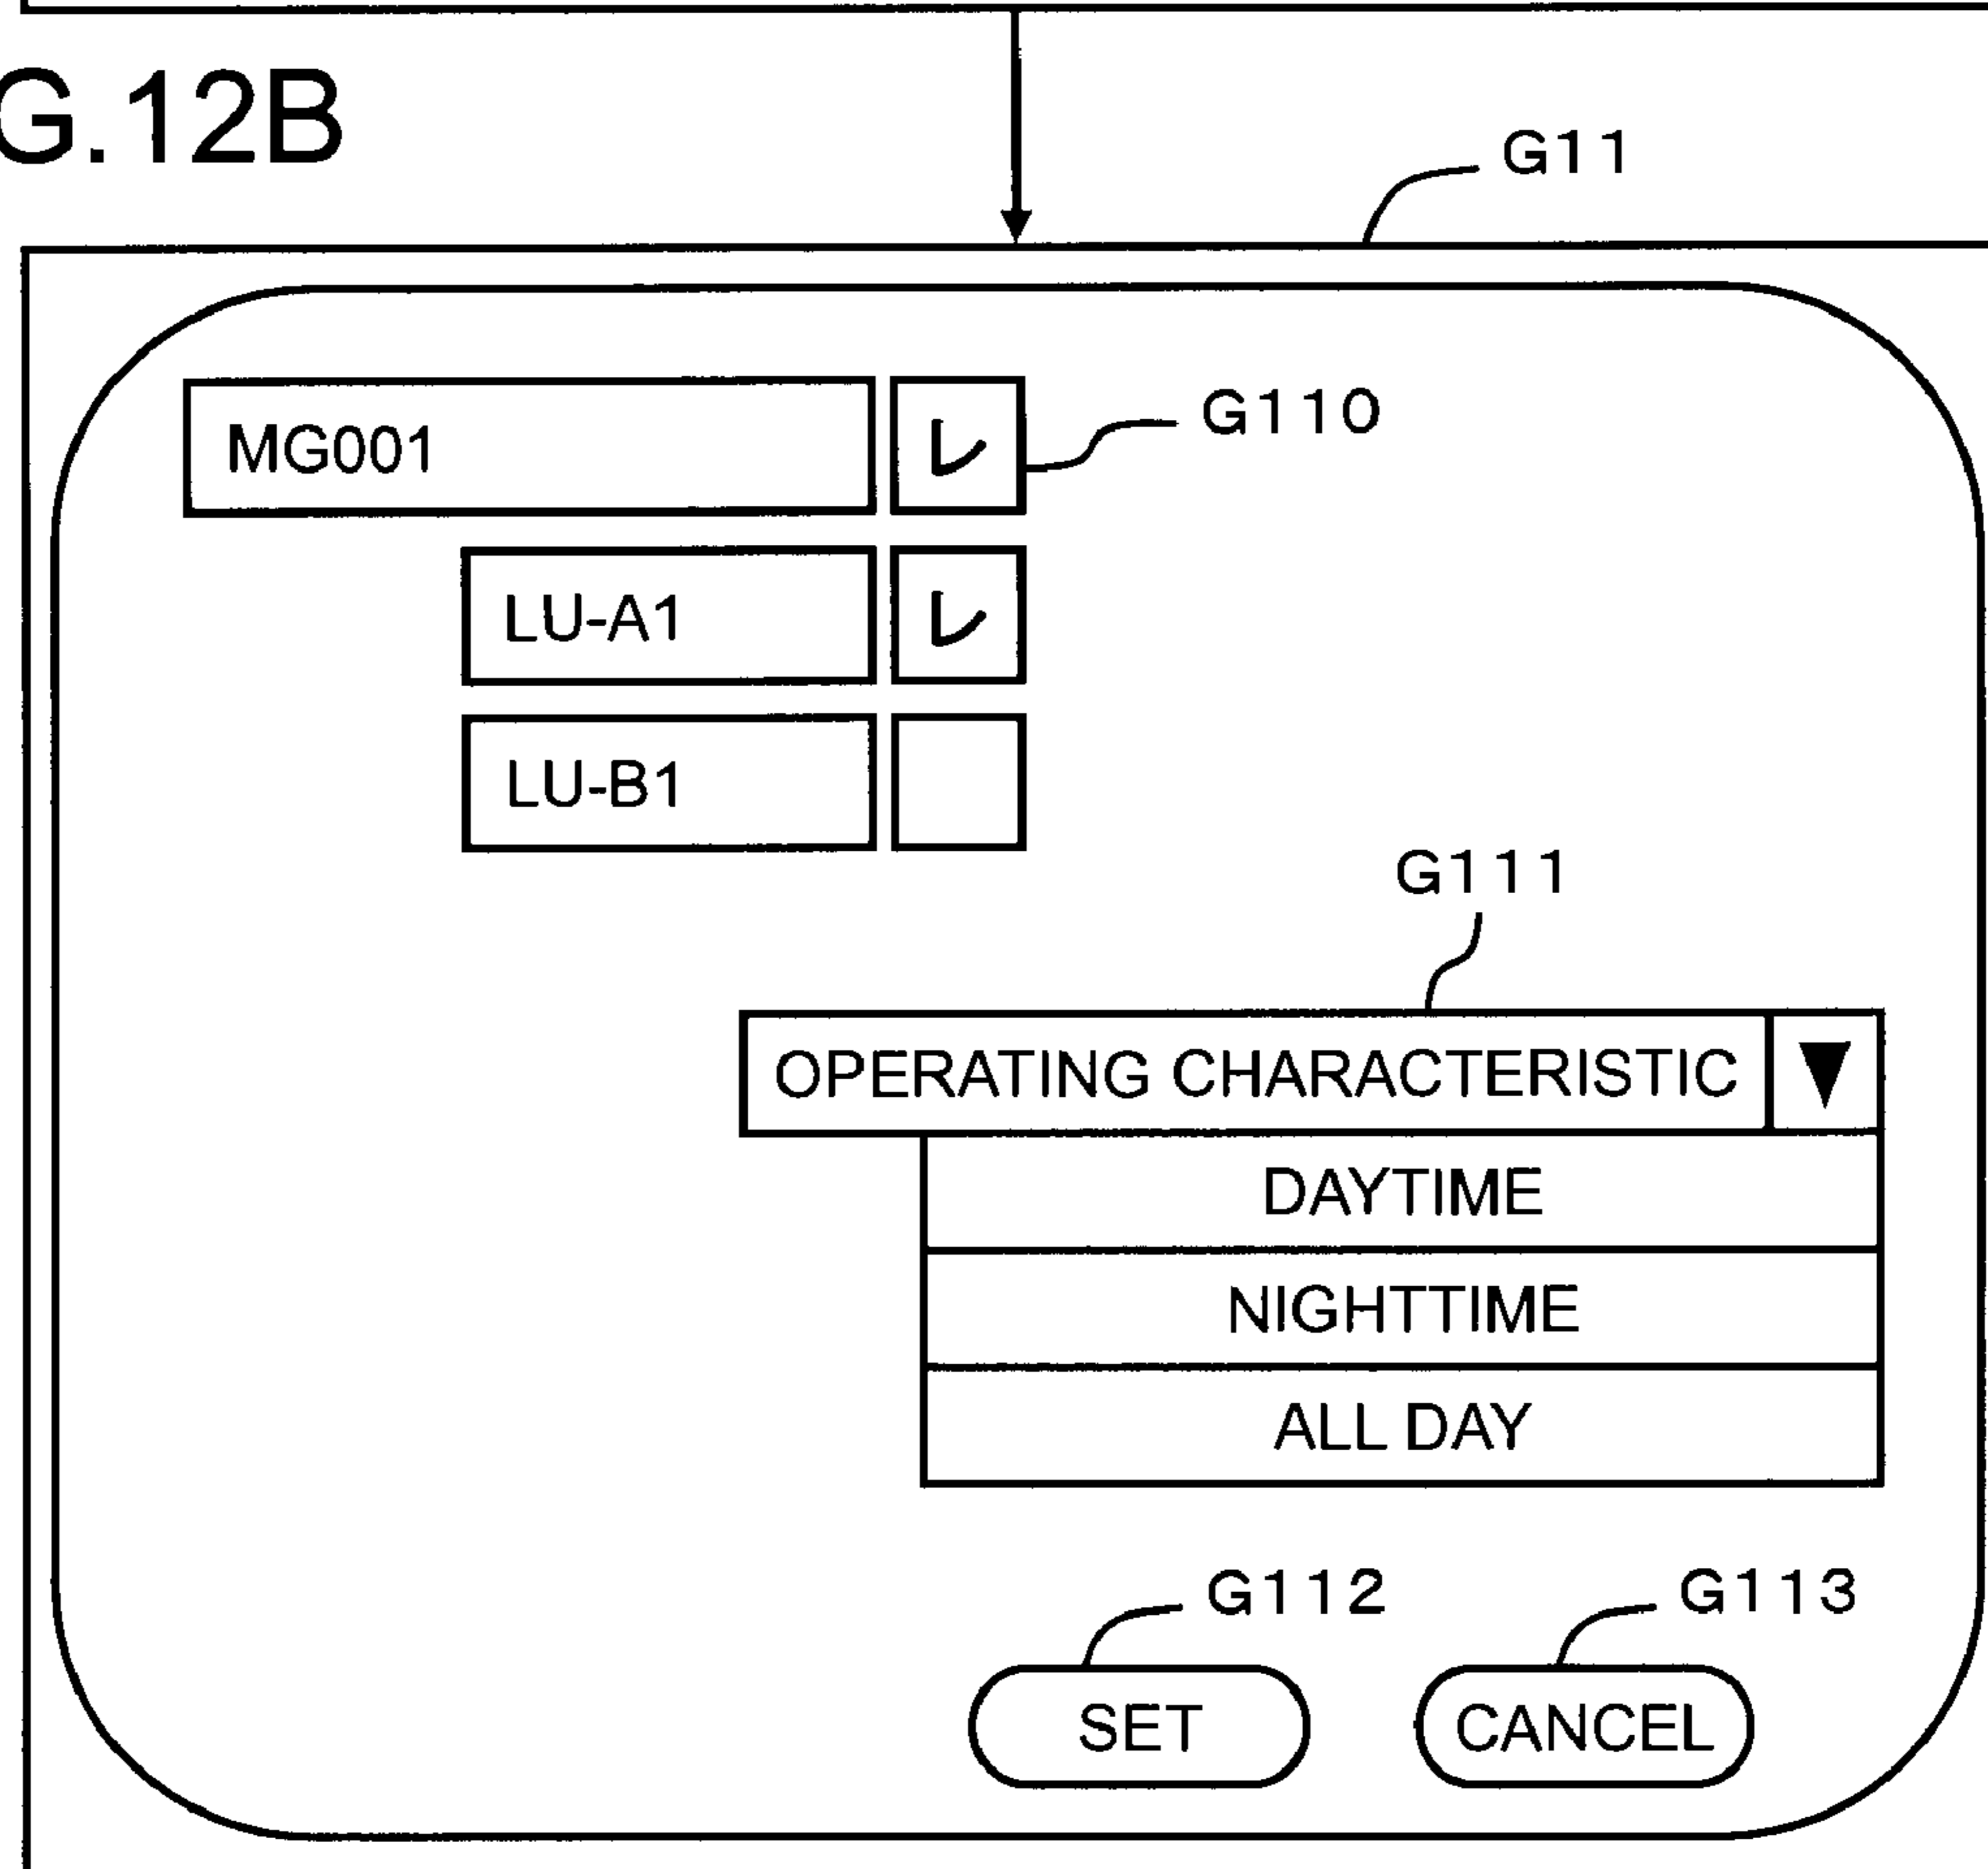 G.12B
G11
MG001
G110
LU-A1
LU-B1
G111
OPERATING CHARACTERISTIC
DAYTIME
NIGHTTIME
ALL DAY
G112
G113
SET
CANCEL